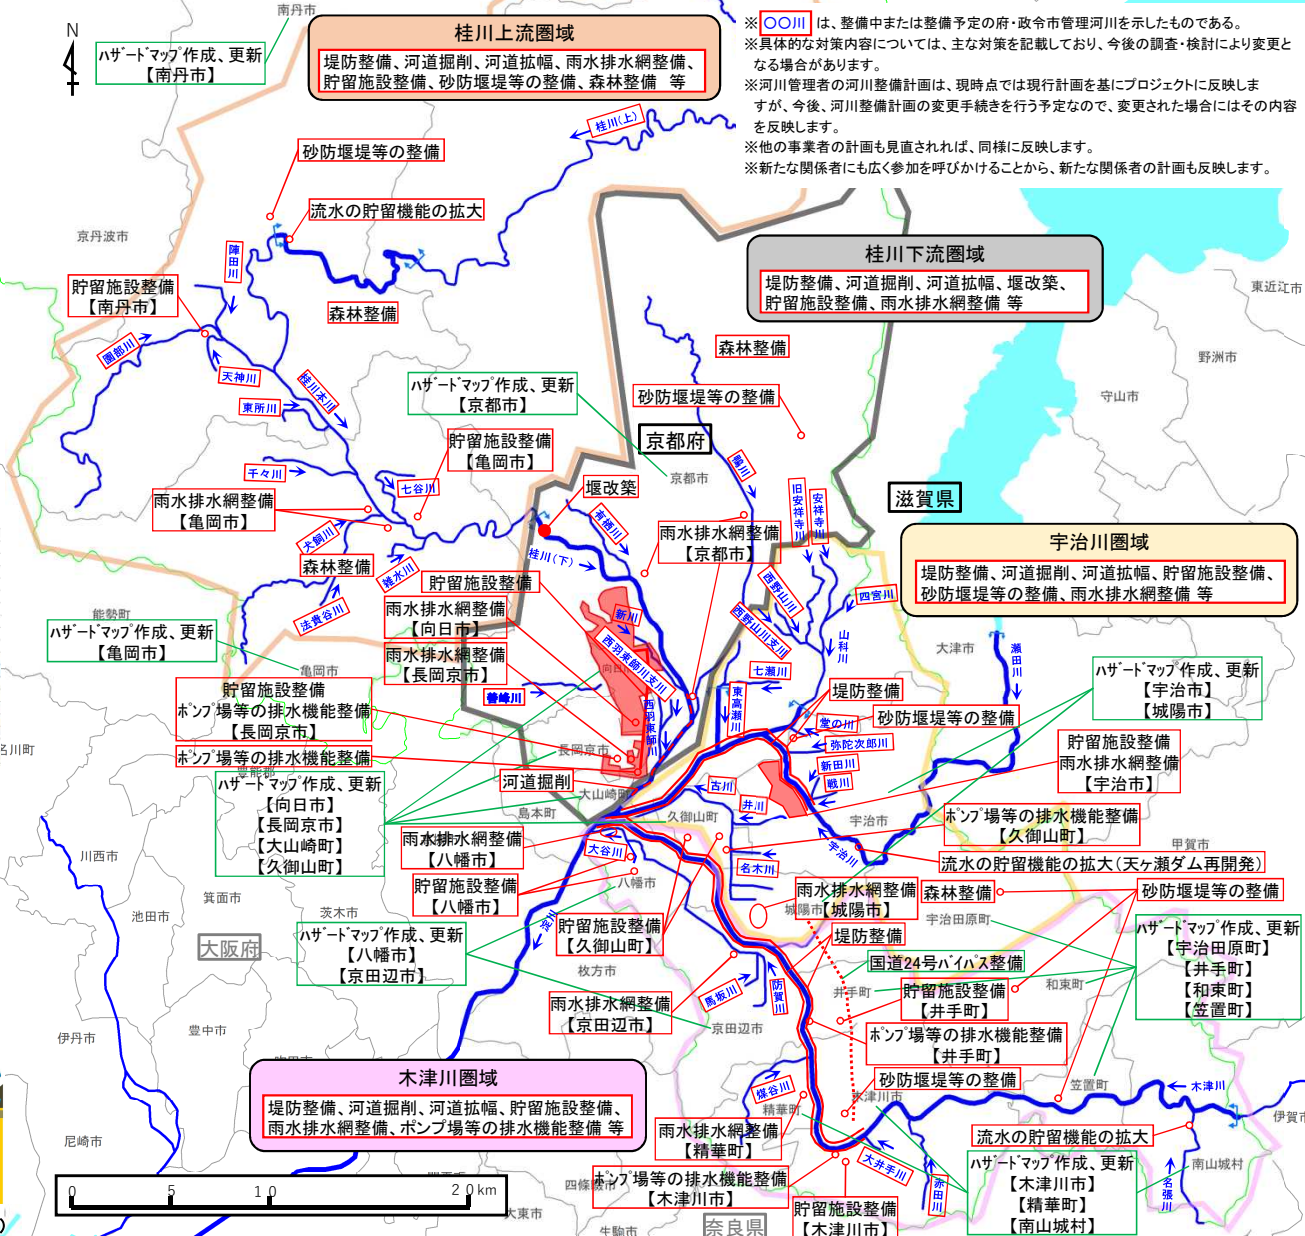 南丹市
N
ハザードマップ作成、更新
【南丹市】
桂川上流圏域
堤防整備、河道掘削、河道拡幅、雨水排水網整備、
貯留施設整備、砂防堰堤等の整備、森林整備　等
※○○川は、整備中または整備予定の府・政令市管理河川を示したものである。
※具体的な対策内容については、主な対策を記載しており、今後の調査・検討により変更と
なる場合があります。
※河川管理者の河川整備計画は、現時点では現行計画を基にプロジェクトに反映しま
すが、今後、河川整備計画の変更手続きを行う予定なので、変更された場合にはその内容
を反映します。
※他の事業者の計画も見直されれば、同様に反映します。
※新たな関係者にも広く参加を呼びかけることから、新たな関係者の計画も反映します。
桂川(上)
砂防堰堤等の整備
流水の貯留機能の拡大
京丹波市
陣田川
桂川下流圏域
堤防整備、河道掘削、河道拡幅、堰改築、
貯留施設整備、雨水排水網整備 等
貯留施設整備
【南丹市】
森林整備
東近江市
園部川
森林整備
野洲市
天神川
桂川本川
東所川
ハザードマップ作成、更新
【京都市】
砂防堰堤等の整備
守山市
京都府
貯留施設整備
【亀岡市】
千々川
七谷川
京都市
鴨川
堰改築
旧安祥寺川
安祥寺川
滋賀県
雨水排水網整備
【亀岡市】
犬飼川
有栖川
雨水排水網整備
【京都市】
宇治川圏域
堤防整備、河道掘削、河道拡幅、貯留施設整備、
砂防堰堤等の整備、雨水排水網整備 等
森林整備
雑水川
桂川(下)
貯留施設整備
西野山川
四宮川
能勢町
法貴谷川
雨水排水網整備
【向日市】
新川
西野山川支川
山科川
ハザードマップ作成、更新
【亀岡市】
雨水排水網整備
【長岡京市】
西羽束師川支川
大津市
瀬田川
亀岡市
七瀬川
ハザードマップ作成、更新
【宇治市】
【城陽市】
貯留施設整備
ポンプ場等の排水機能整備
【長岡京市】
善峰川
西羽束師川
東高瀬川
堤防整備
砂防堰堤等の整備
堂の川
弥陀次郎川
貯留施設整備
雨水排水網整備
【宇治市】
ポンプ場等の排水機能整備
長岡京市
新田川
戦川
豊能郡
ハザードマップ作成、更新
【向日市】
【長岡京市】
【大山崎町】
【久御山町】
河道掘削
大山崎町
古川
井川
島本町
久御山町
宇治市
ポンプ場等の排水機能整備
【久御山町】
雨水排水網整備
【八幡市】
大谷川
宇治川
甲賀市
流水の貯留機能の拡大(天ヶ瀬ダム再開発)
川西市
名木川
貯留施設整備
【八幡市】
八幡市
雨水排水網整備
【城陽市】
城陽市
森林整備
砂防堰堤等の整備
箕面市
池田市
茨木市
淀川
貯留施設整備
【久御山町】
宇治田原町
ハザードマップ作成、更新
【宇治田原町】
【井手町】
【和束町】
【笠置町】
大阪府
ハザードマップ作成、更新
【八幡市】
【京田辺市】
堤防整備
国道24号バイパス整備
枚方市
馬坂川
防賀川
井手町
貯留施設整備
【井手町】
和束町
雨水排水網整備
【京田辺市】
京田辺市
豊中市
伊丹市
ポンプ場等の排水機能整備
【井手町】
木津川圏域
堤防整備、河道掘削、河道拡幅、貯留施設整備、
雨水排水網整備、ポンプ場等の排水機能整備 等
煤谷川
砂防堰堤等の整備
笠置町
木津川
木津川市
精華町
伊賀市
尼崎市
雨水排水網整備
【精華町】
流水の貯留機能の拡大
大井手川
ポンプ場等の排水機能整備
【木津川市】
赤田川
ハザードマップ作成、更新
【木津川市】
【精華町】
【南山城村】
南山城村
名張川
0 5 10 20km
四條畷市
大東市
貯留施設整備
【木津川市】
生駒市
奈良県